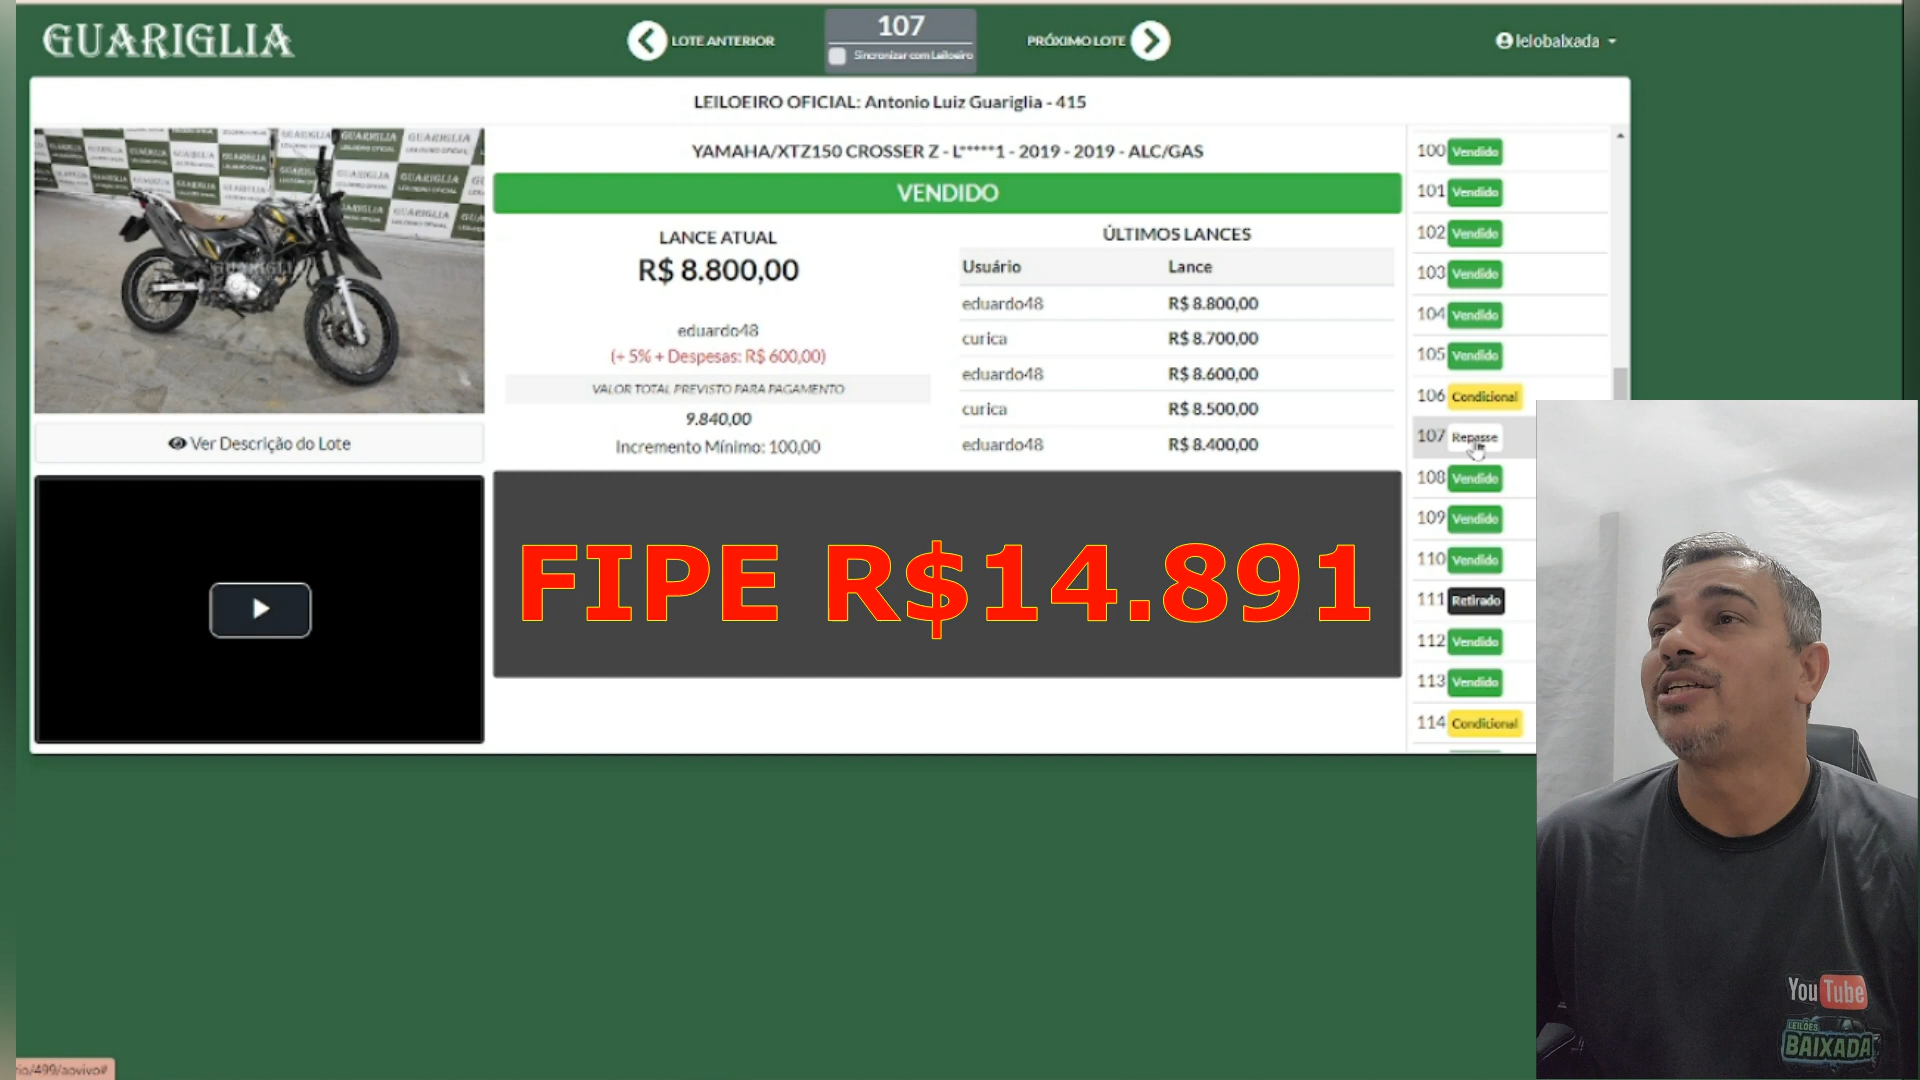 GUARIGLIA
LOTE ANTERIOR
107
Sincronizar com Leiloeiro
PRÓXIMO LOTE
lelobaixada
LEILOEIRO OFICIAL: Antonio Luiz Guariglia - 415
YAMAHA/XTZ150 CROSSER Z - L*****1 - 2019 - 2019 - ALC/GAS
VENDIDO
LANCE ATUAL
R$ 8.800,00
eduardo48
(+ 5% + Despesas: R$ 600,00)
VALOR TOTAL PREVISTO PARA PAGAMENTO
9.840,00
Incremento Mínimo: 100,00
ÚLTIMOS LANCES
Usuário Lance
eduardo48 R$ 8.800,00
curica R$ 8.700,00
eduardo48 R$ 8.600,00
curica R$ 8.500,00
eduardo48 R$ 8.400,00
Ver Descrição do Lote
FIPE R$14.891
100 Vendido
101 Vendido
102 Vendido
103 Vendido
104 Vendido
105 Vendido
106 Condicional
107 Repasse
108 Vendido
109 Vendido
110 Vendido
111 Retirado
112 Vendido
113 Vendido
114 Condicional
YouTube
LEILÕES
BAIXADA
rio/499/aovivo#